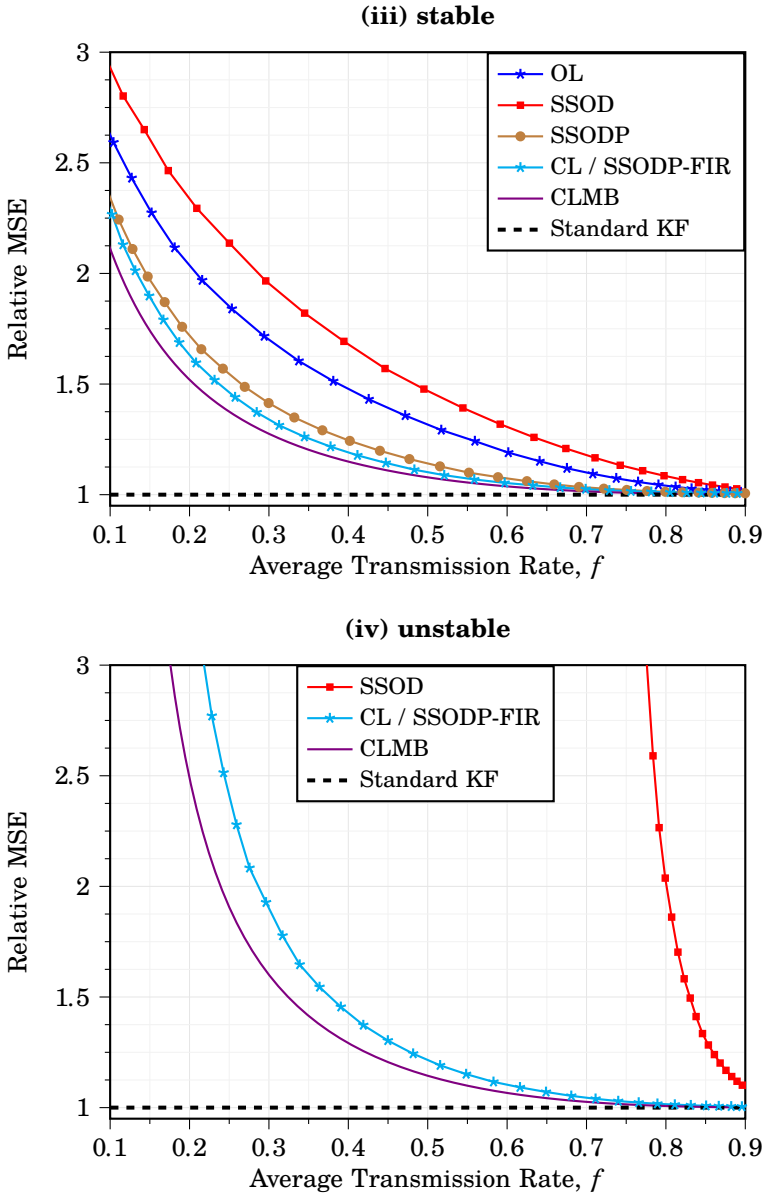 (iii) stable
3
2.5
2
1.5
1
Relative MSE
OL
SSOD
SSODP
CL / SSODP-FIR
CLMB
Standard KF
0.1 0.2 0.3 0.4 0.5 0.6 0.7 0.8 0.9
Average Transmission Rate, f
(iv) unstable
3
2.5
2
1.5
1
Relative MSE
SSOD
CL / SSODP-FIR
CLMB
Standard KF
0.1 0.2 0.3 0.4 0.5 0.6 0.7 0.8 0.9
Average Transmission Rate, f